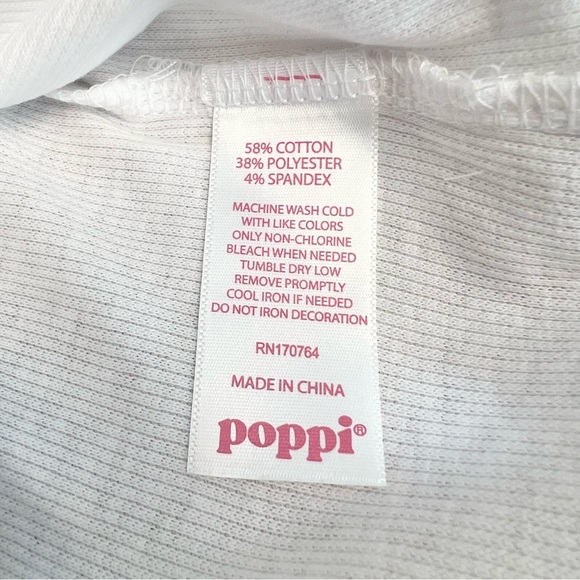 58% COTTON
38% POLYESTER
4% SPANDEX
MACHINE WASH COLD
WITH LIKE COLORS
ONLY NON-CHLORINE
BLEACH WHEN NEEDED
TUMBLE DRY LOW
REMOVE PROMPTLY
COOL IRON IF NEEDED
DO NOT IRON DECORATION
RN170764
MADE IN CHINA
poppi®